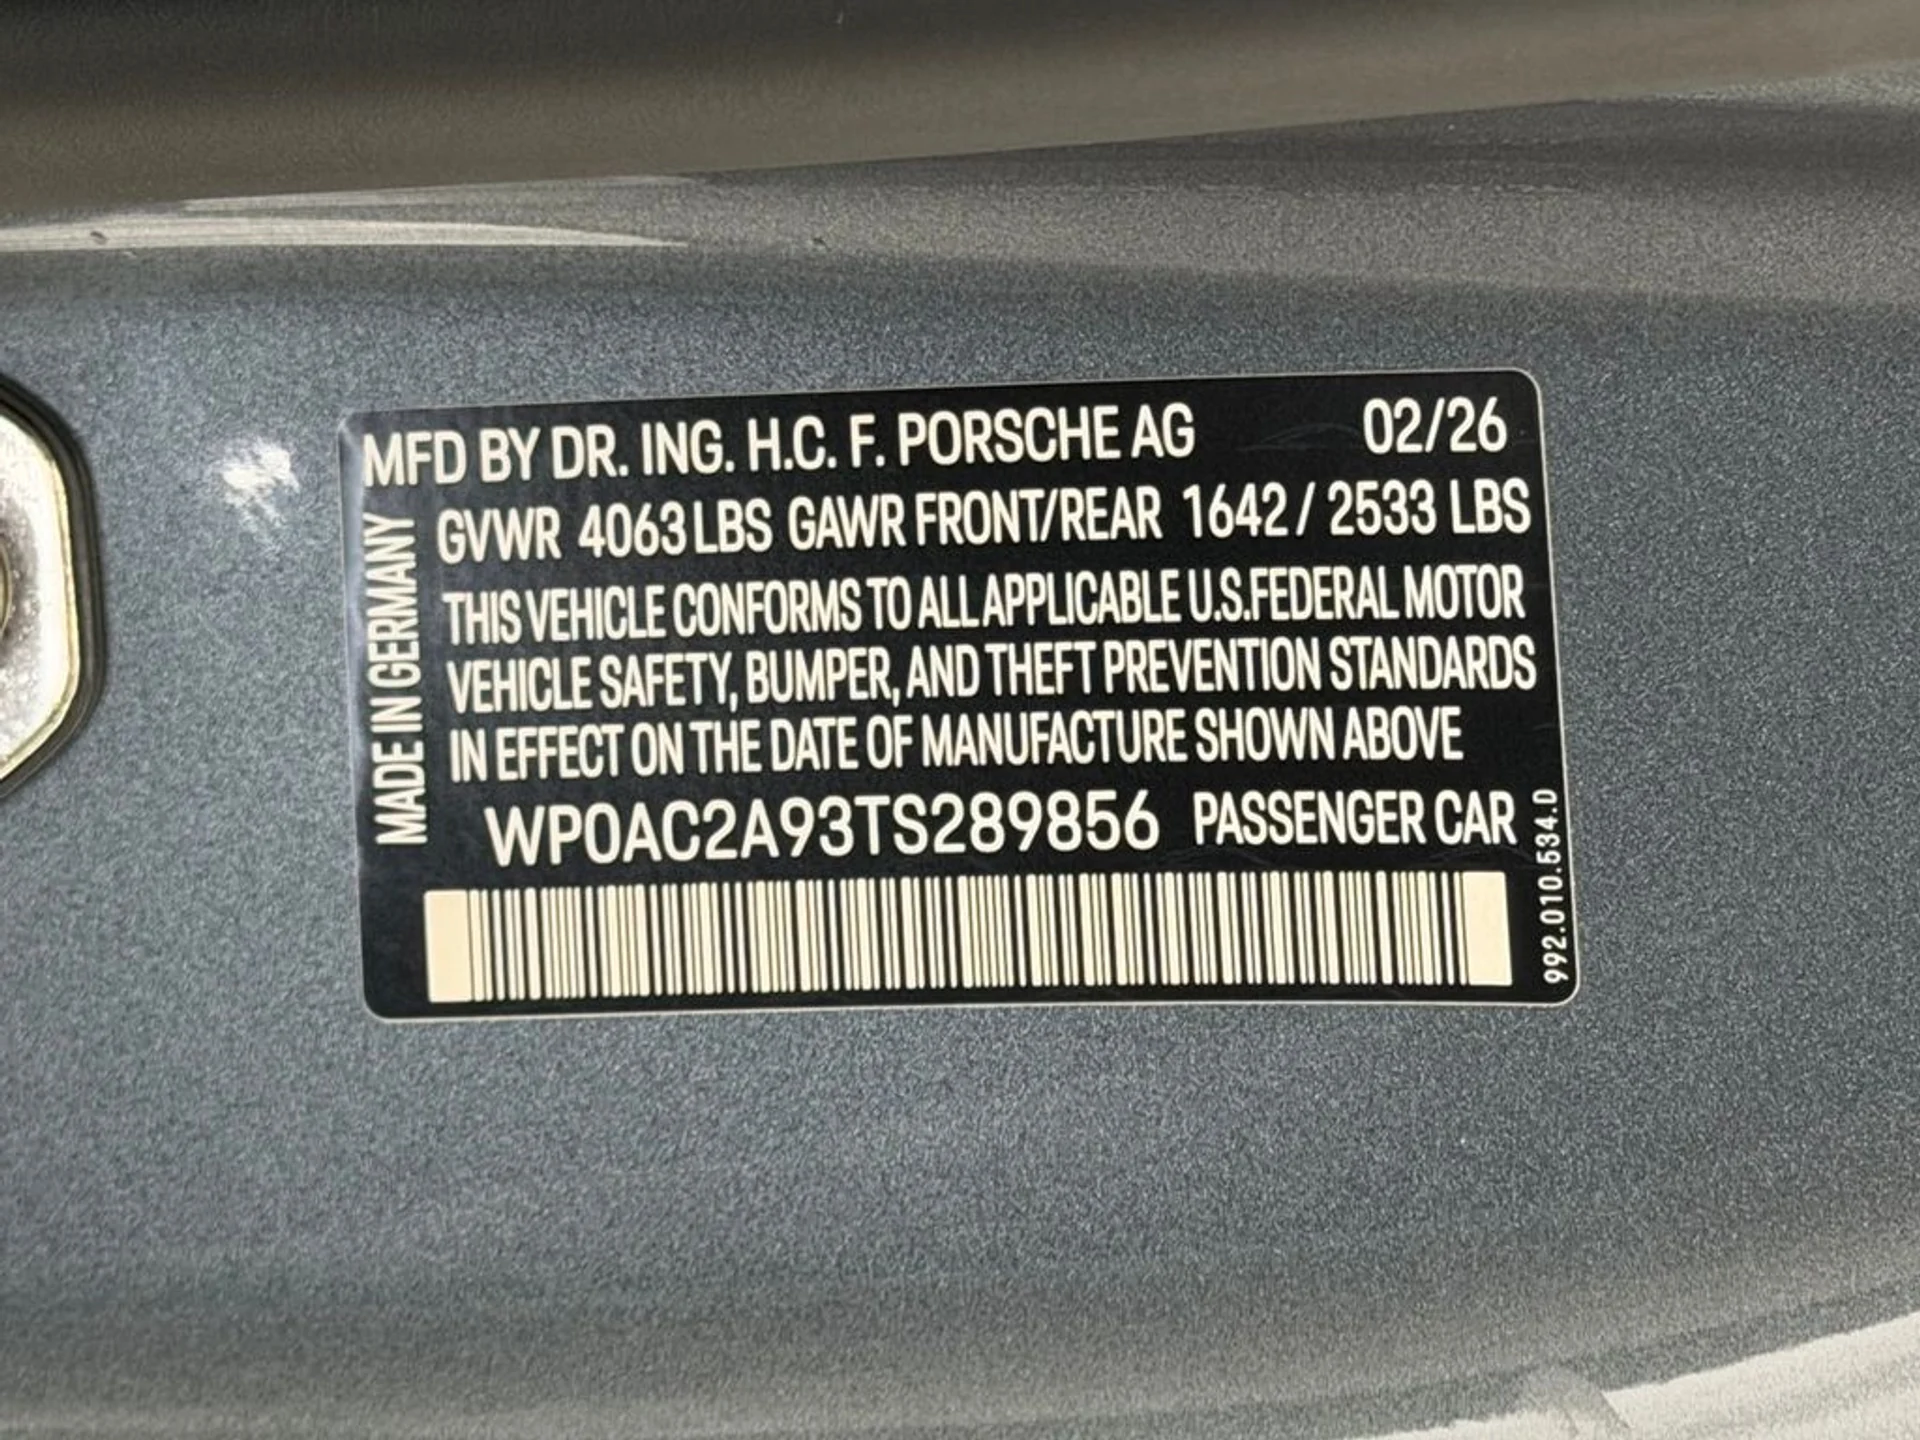 MFD BY DR. ING. H.C. F. PORSCHE AG 02/26
GVWR 4063 LBS GAWR FRONT/REAR 1642 / 2533 LBS
THIS VEHICLE CONFORMS TO ALL APPLICABLE U.S.FEDERAL MOTOR
VEHICLE SAFETY, BUMPER, AND THEFT PREVENTION STANDARDS
IN EFFECT ON THE DATE OF MANUFACTURE SHOWN ABOVE
WP0AC2A93TS289856 PASSENGER CAR
MADE IN GERMANY
992.010.534.D